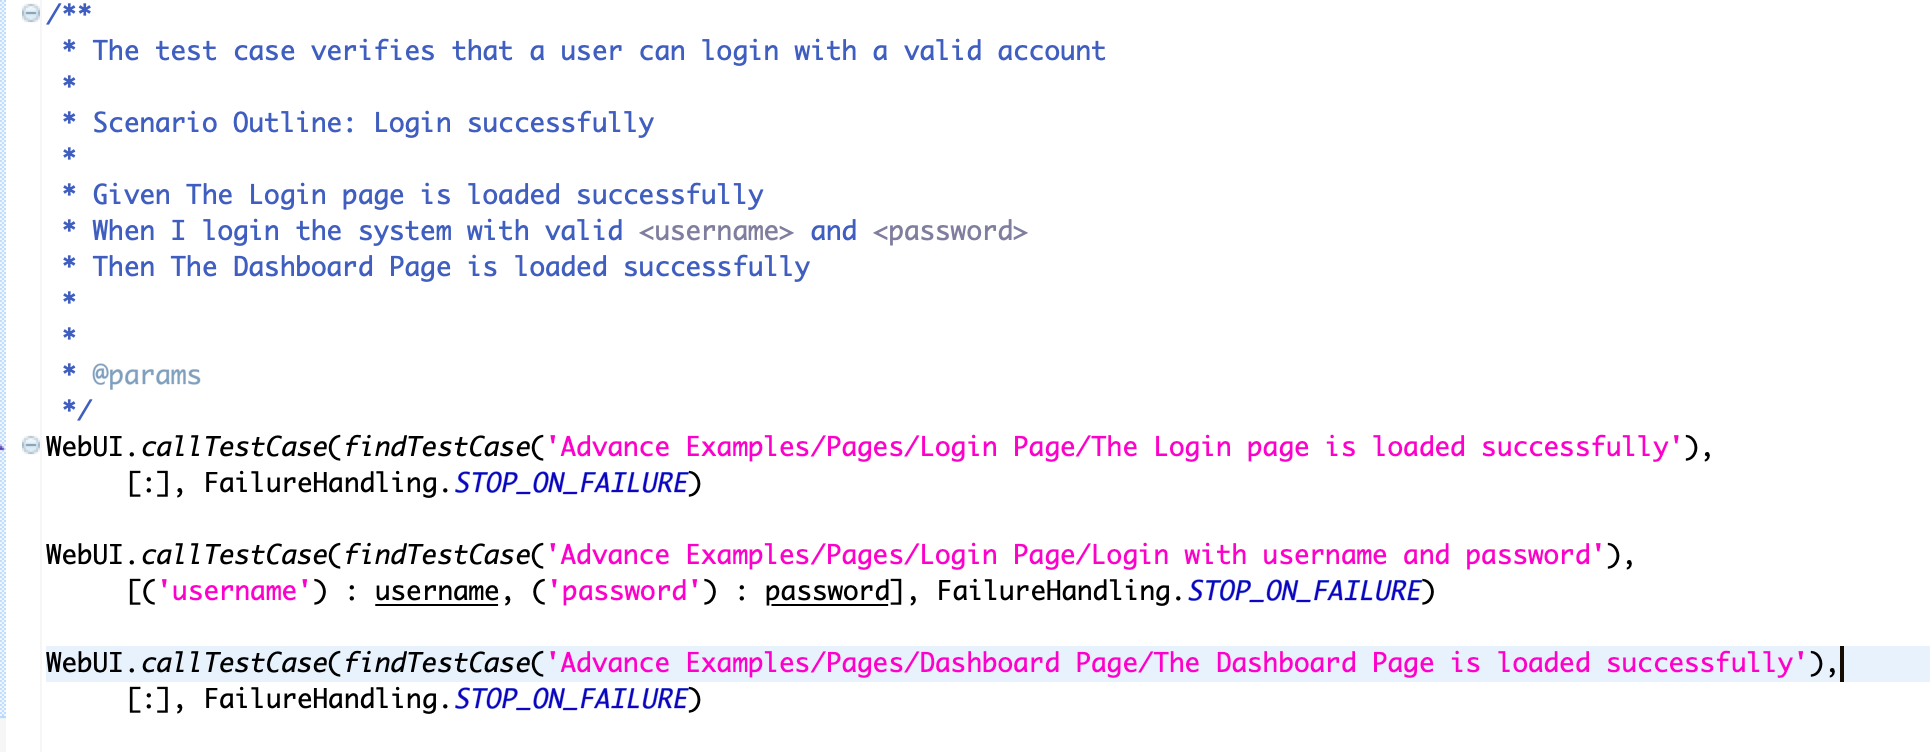 /**
* The test case verifies that a user can login with a valid account
*
* Scenario Outline: Login successfully
*
* Given The Login page is loaded successfully
* When I login the system with valid <username> and <password>
* Then The Dashboard Page is loaded successfully
*
*
* @params
*/
WebUI.callTestCase(findTestCase('Advance Examples/Pages/Login Page/The Login page is loaded successfully'),
[:], FailureHandling.STOP_ON_FAILURE)
WebUI.callTestCase(findTestCase('Advance Examples/Pages/Login Page/Login with username and password'),
[('username') : username, ('password') : password], FailureHandling.STOP_ON_FAILURE)
WebUI.callTestCase(findTestCase('Advance Examples/Pages/Dashboard Page/The Dashboard Page is loaded successfully'),
[:], FailureHandling.STOP_ON_FAILURE)